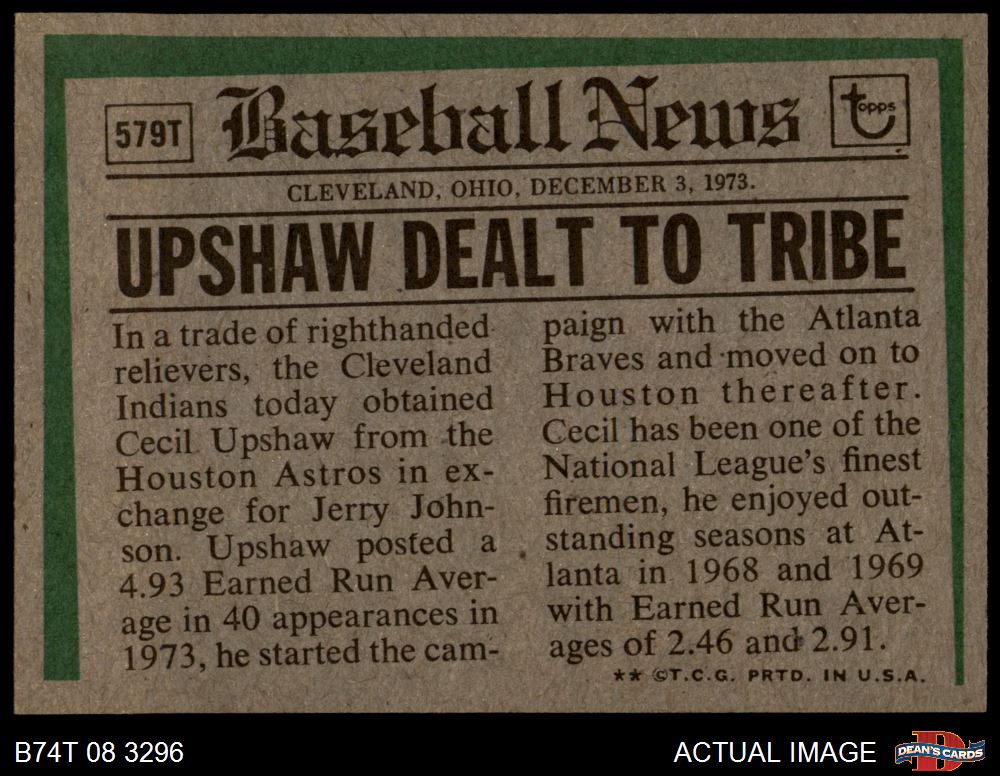 579T
Baseball News
topps
CLEVELAND, OHIO, DECEMBER 3, 1973.
UPSHAW DEALT TO TRIBE
In a trade of righthanded
relievers, the Cleveland
Indians today obtained
Cecil Upshaw from the
Houston Astros in ex-
change for Jerry John-
son. Upshaw posted a
4.93 Earned Run Aver-
age in 40 appearances in
1973, he started the cam-
paign with the Atlanta
Braves and moved on to
Houston thereafter.
Cecil has been one of the
National League's finest
firemen, he enjoyed out-
standing seasons at At-
lanta in 1968 and 1969
with Earned Run Aver-
ages of 2.46 and 2.91.
** ©T.C.G. PRTD. IN U.S.A.
B74T 08 3296
ACTUAL IMAGE
DEAN'S CARDS